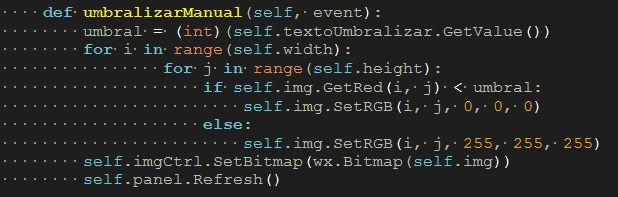 def umbralizarManual(self, event):
umbral = (int)(self.textoUmbralizar.GetValue())
for i in range(self.width):
for j in range(self.height):
if self.img.GetRed(i, j) < umbral:
self.img.SetRGB(i, j, 0, 0, 0)
else:
self.img.SetRGB(i, j, 255, 255, 255)
self.imgCtrl.SetBitmap(wx.Bitmap(self.img))
self.panel.Refresh()